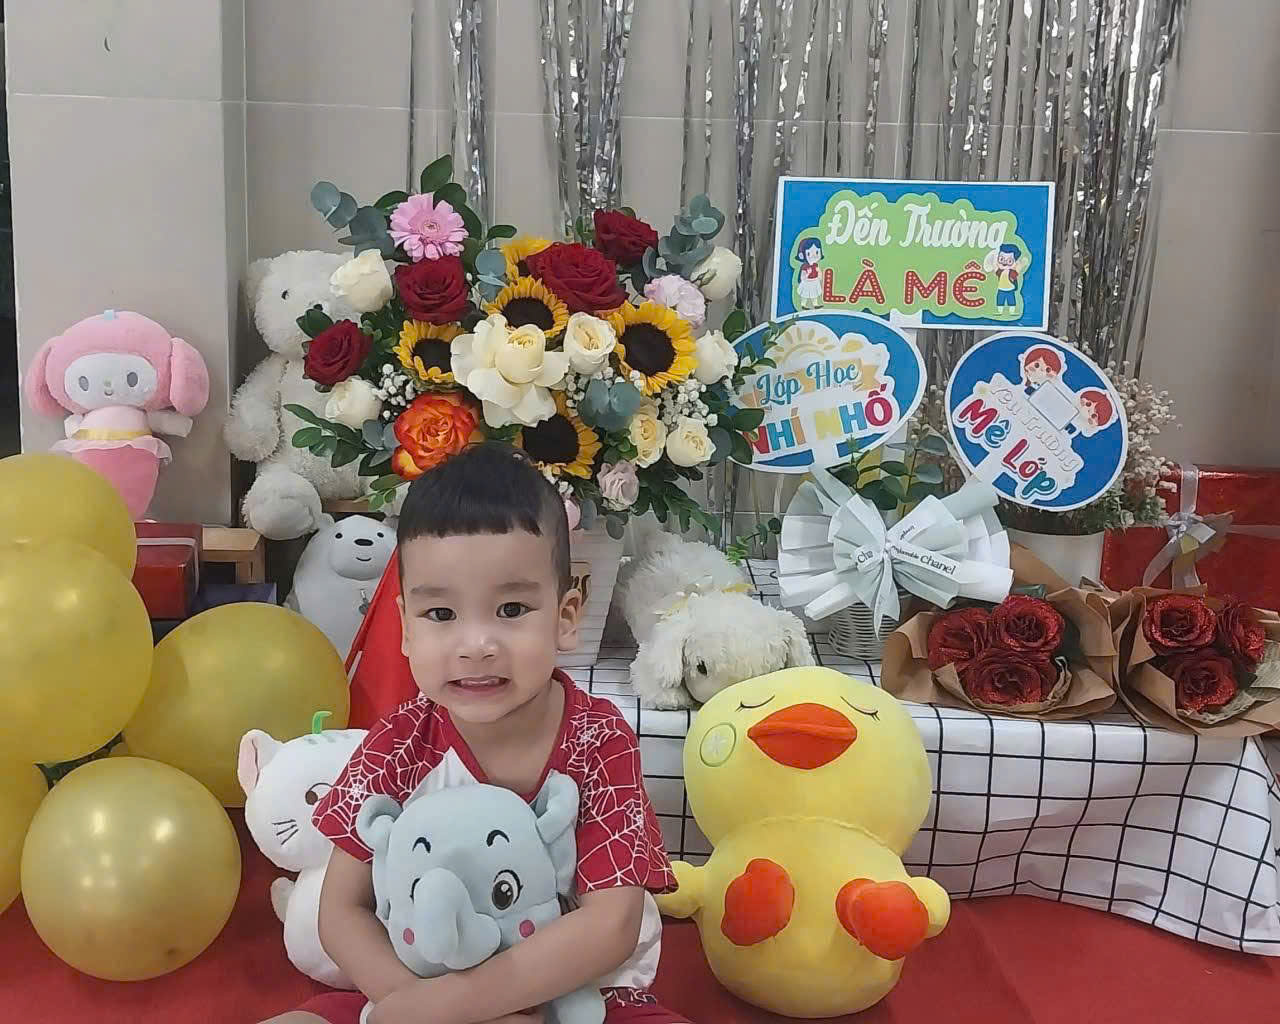 Đến Trường
LÀ MÊ
Lớp Học
NHÍ NHỐ
Mê Lớp
Chanel